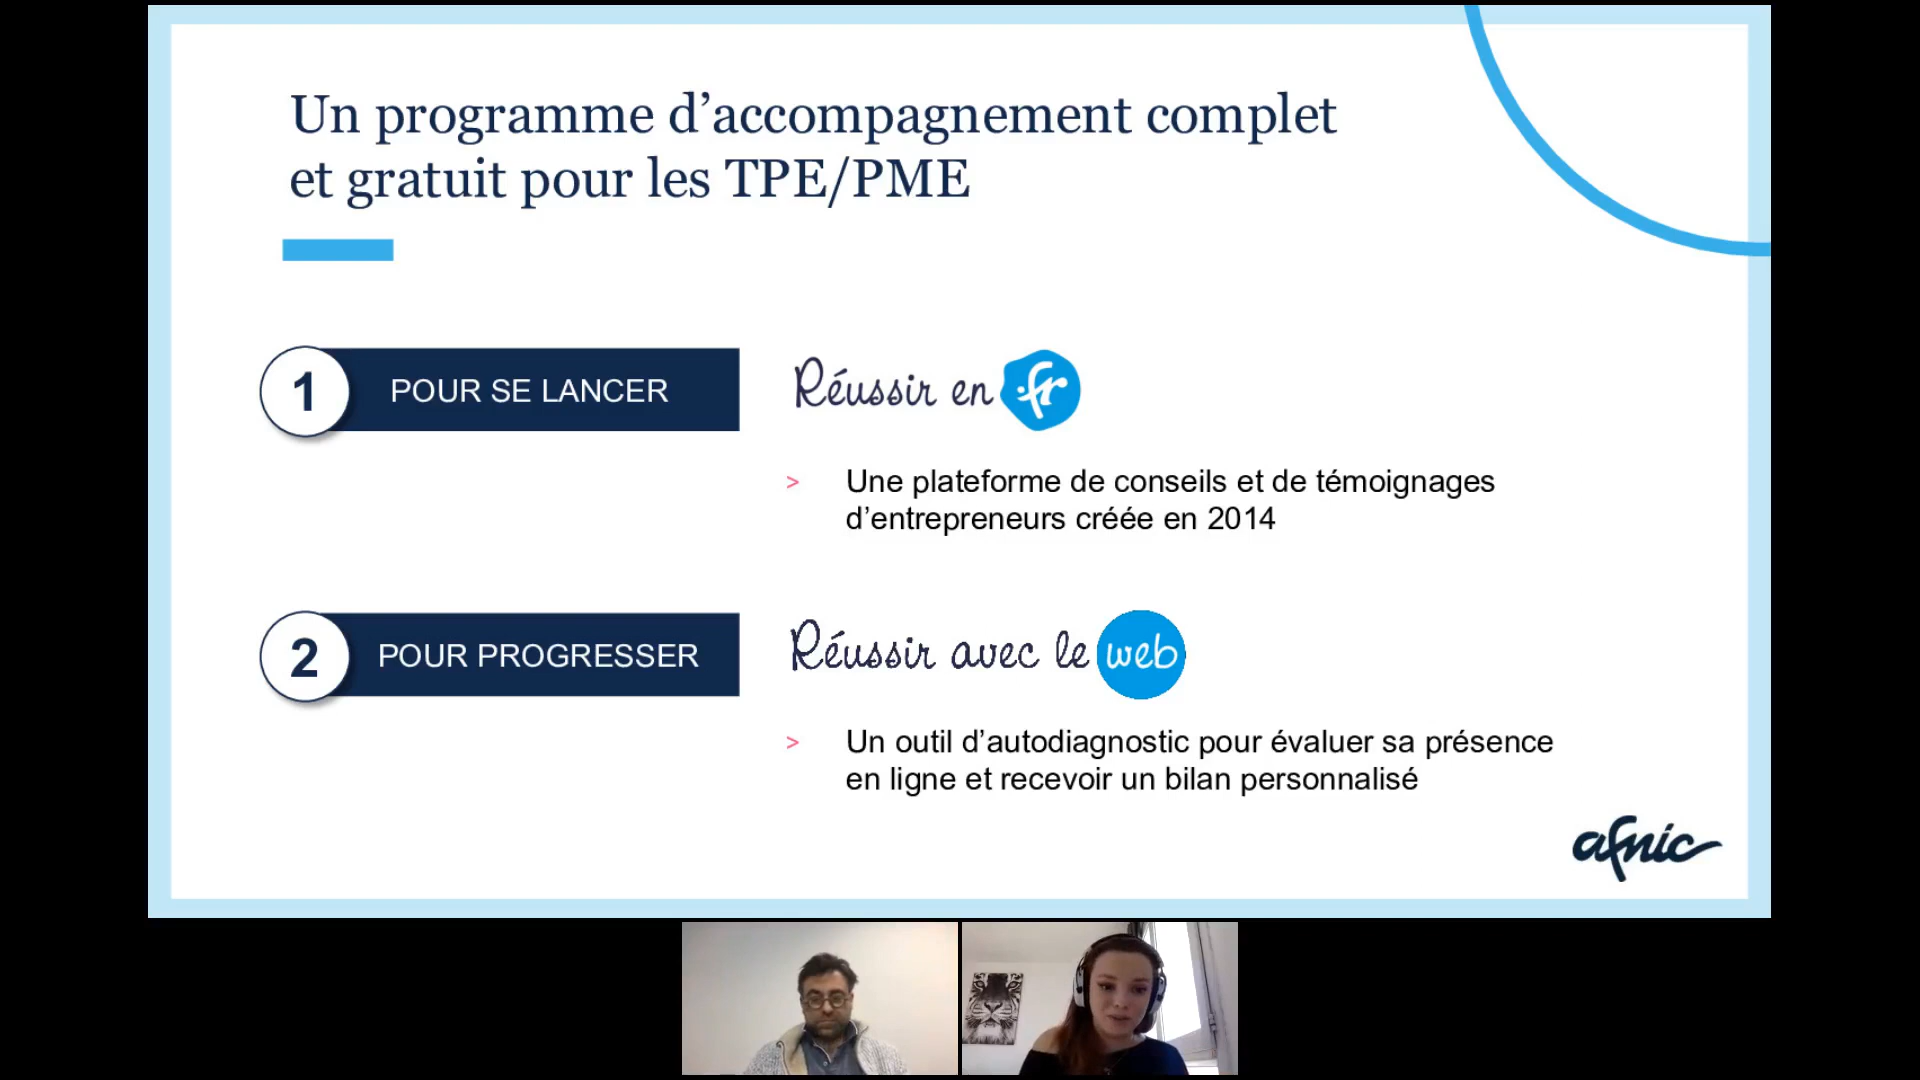 Un programme d’accompagnement complet
et gratuit pour les TPE/PME
1
POUR SE LANCER
Réussir en .fr
> Une plateforme de conseils et de témoignages
d’entrepreneurs créée en 2014
2
POUR PROGRESSER
Réussir avec le web
> Un outil d’autodiagnostic pour évaluer sa présence
en ligne et recevoir un bilan personnalisé
afnic